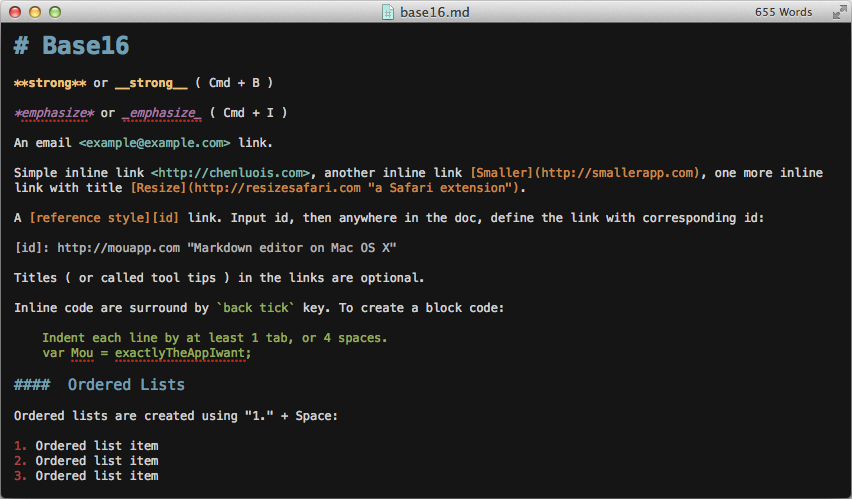 base16.md
655 Words
# Base16
**strong** or __strong__ ( Cmd + B )
*emphasize* or _emphasize_ ( Cmd + I )
An email <example@example.com> link.
Simple inline link <http://chenluois.com>, another inline link [Smaller](http://smallerapp.com), one more inline
link with title [Resize](http://resizesafari.com "a Safari extension").
A [reference style][id] link. Input id, then anywhere in the doc, define the link with corresponding id:
[id]: http://mouapp.com "Markdown editor on Mac OS X"
Titles ( or called tool tips ) in the links are optional.
Inline code are surround by `back tick` key. To create a block code:
Indent each line by at least 1 tab, or 4 spaces.
var Mou = exactlyTheAppIwant;
####  Ordered Lists
Ordered lists are created using "1." + Space:
1. Ordered list item
2. Ordered list item
3. Ordered list item